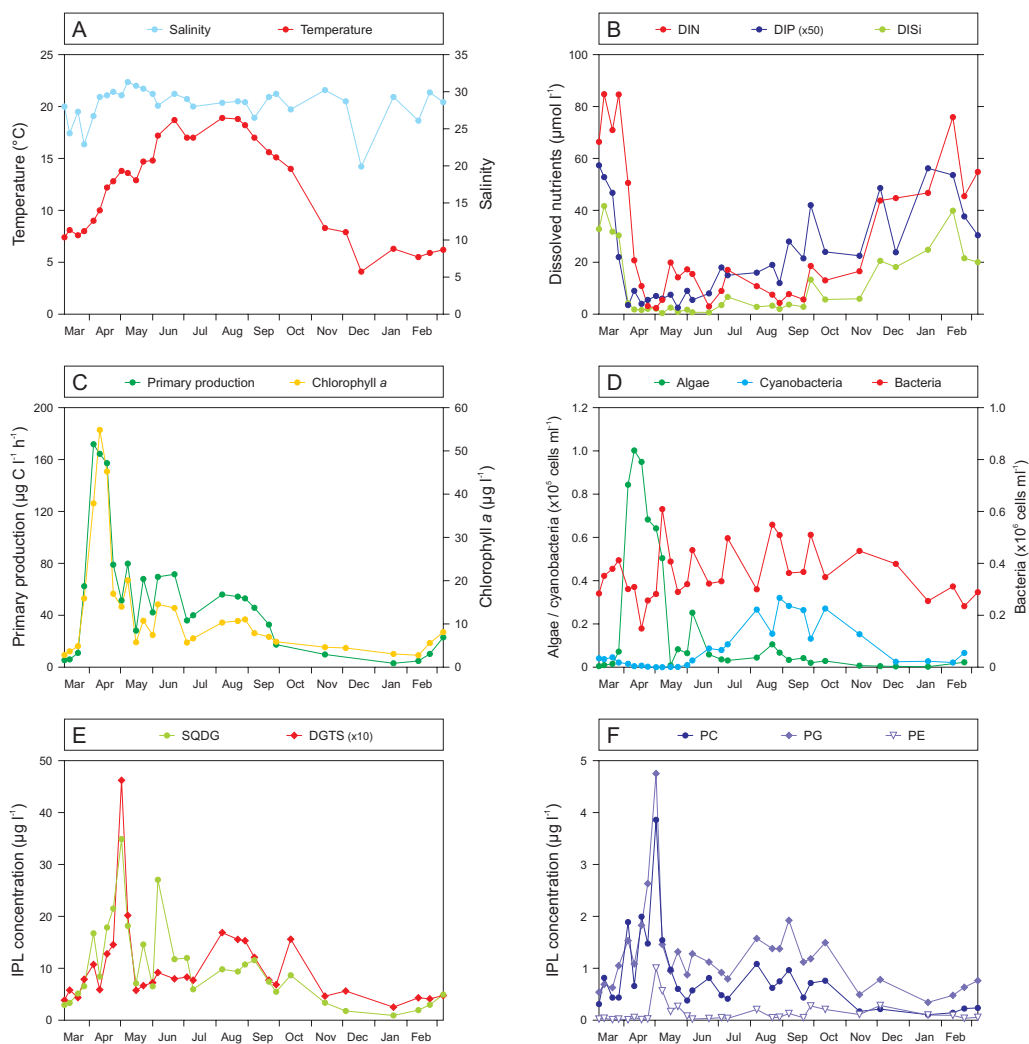 A
Salinity Temperature
25 35
20 30
25
15 20
10 15
10
5 5
0 0
Temperature (°C)
Salinity
Mar Apr May Jun Jul Aug Sep Oct Nov Dec Jan Feb
B
DIN DIP (x50) DISi
100
80
60
40
20
0
Dissolved nutrients (µmol l⁻¹)
Mar Apr May Jun Jul Aug Sep Oct Nov Dec Jan Feb
C
Primary production Chlorophyll a
200 60
160 50
120 40
30
80 20
40 10
0 0
Primary production (µg C l⁻¹ h⁻¹)
Chlorophyll a (µg l⁻¹)
Mar Apr May Jun Jul Aug Sep Oct Nov Dec Jan Feb
D
Algae Cyanobacteria Bacteria
1.2 1.0
1.0 0.8
0.8 0.6
0.6
0.4 0.4
0.2 0.2
0 0
Algae / cyanobacteria (x10⁵ cells ml⁻¹)
Bacteria (x10⁶ cells ml⁻¹)
Mar Apr May Jun Jul Aug Sep Oct Nov Dec Jan Feb
E
SQDG DGTS (x10)
50
40
30
20
10
0
IPL concentration (µg l⁻¹)
Mar Apr May Jun Jul Aug Sep Oct Nov Dec Jan Feb
F
PC PG PE
5
4
3
2
1
0
IPL concentration (µg l⁻¹)
Mar Apr May Jun Jul Aug Sep Oct Nov Dec Jan Feb